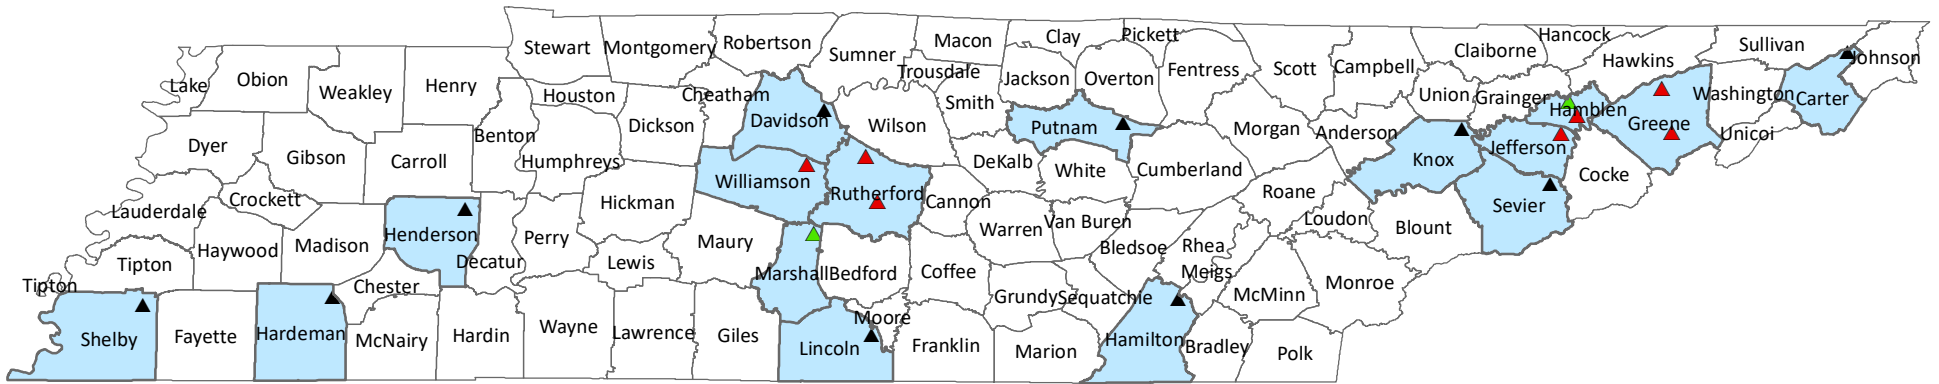 Lake
Obion
Weakley
Henry
Stewart
Montgomery
Robertson
Sumner
Macon
Trousdale
Clay
Pickett
Jackson
Overton
Fentress
Scott
Campbell
Claiborne
Hancock
Hawkins
Sullivan
Johnson
Houston
Cheatham
Smith
Union
Grainger
Hamblen
Washington
Carter
Dyer
Gibson
Carroll
Benton
Humphreys
Dickson
Davidson
Wilson
Putnam
DeKalb
White
Cumberland
Morgan
Anderson
Knox
Jefferson
Greene
Unicoi
Cocke
Lauderdale
Crockett
Henderson
Hickman
Williamson
Rutherford
Cannon
Warren
Van Buren
Roane
Loudon
Blount
Sevier
Tipton
Tipton
Haywood
Madison
Chester
Decatur
Perry
Lewis
Maury
Marshall
Bedford
Coffee
Grundy
Sequatchie
Bledsoe
Rhea
Meigs
McMinn
Monroe
Shelby
Fayette
Hardeman
McNairy
Hardin
Wayne
Lawrence
Giles
Lincoln
Moore
Franklin
Marion
Hamilton
Bradley
Polk